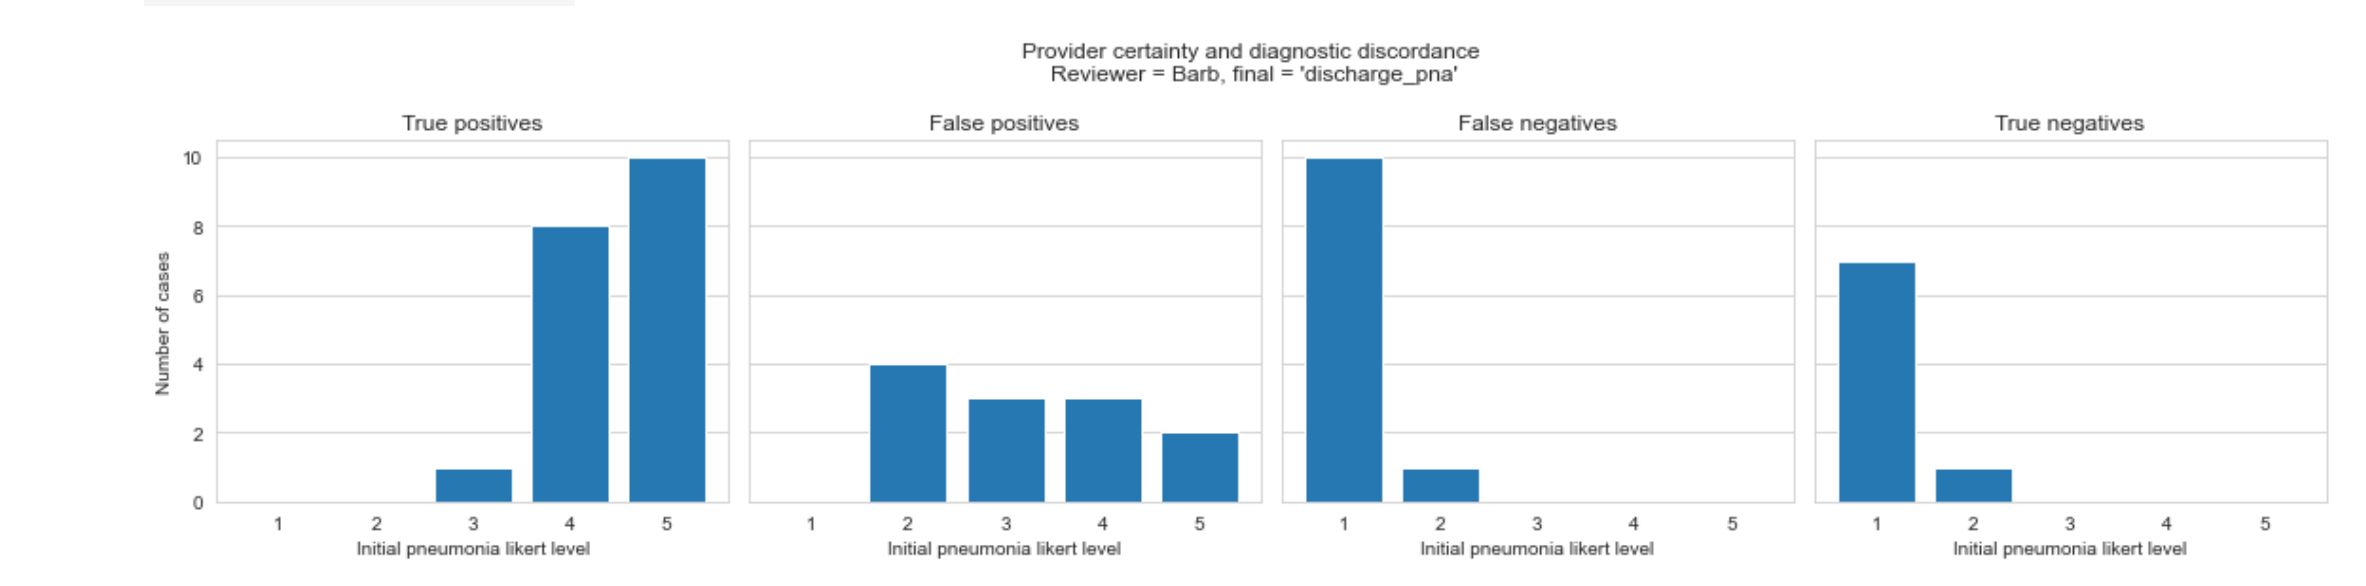 Provider certainty and diagnostic discordance
Reviewer = Barb, final = 'discharge_pna'
True positives
False positives
False negatives
True negatives
Number of cases
10
8
6
4
2
0
1 2 3 4 5
1 2 3 4 5
1 2 3 4 5
1 2 3 4 5
Initial pneumonia likert level
Initial pneumonia likert level
Initial pneumonia likert level
Initial pneumonia likert level